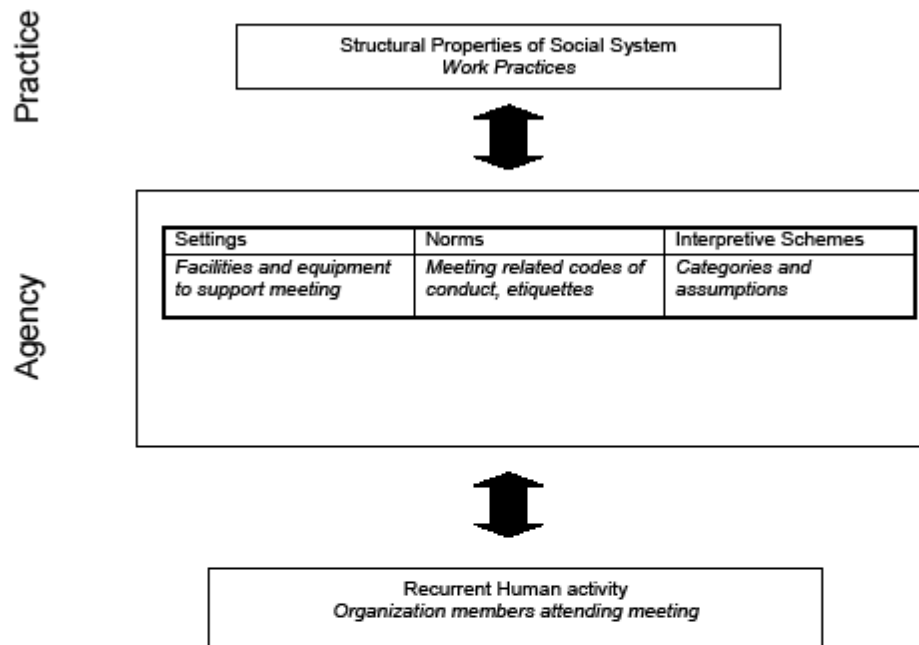 Practice
Structural Properties of Social System
Work Practices
Agency
Settings
Facilities and equipment
to support meeting
Norms
Meeting related codes of
conduct, etiquettes
Interpretive Schemes
Categories and
assumptions
Recurrent Human activity
Organization members attending meeting